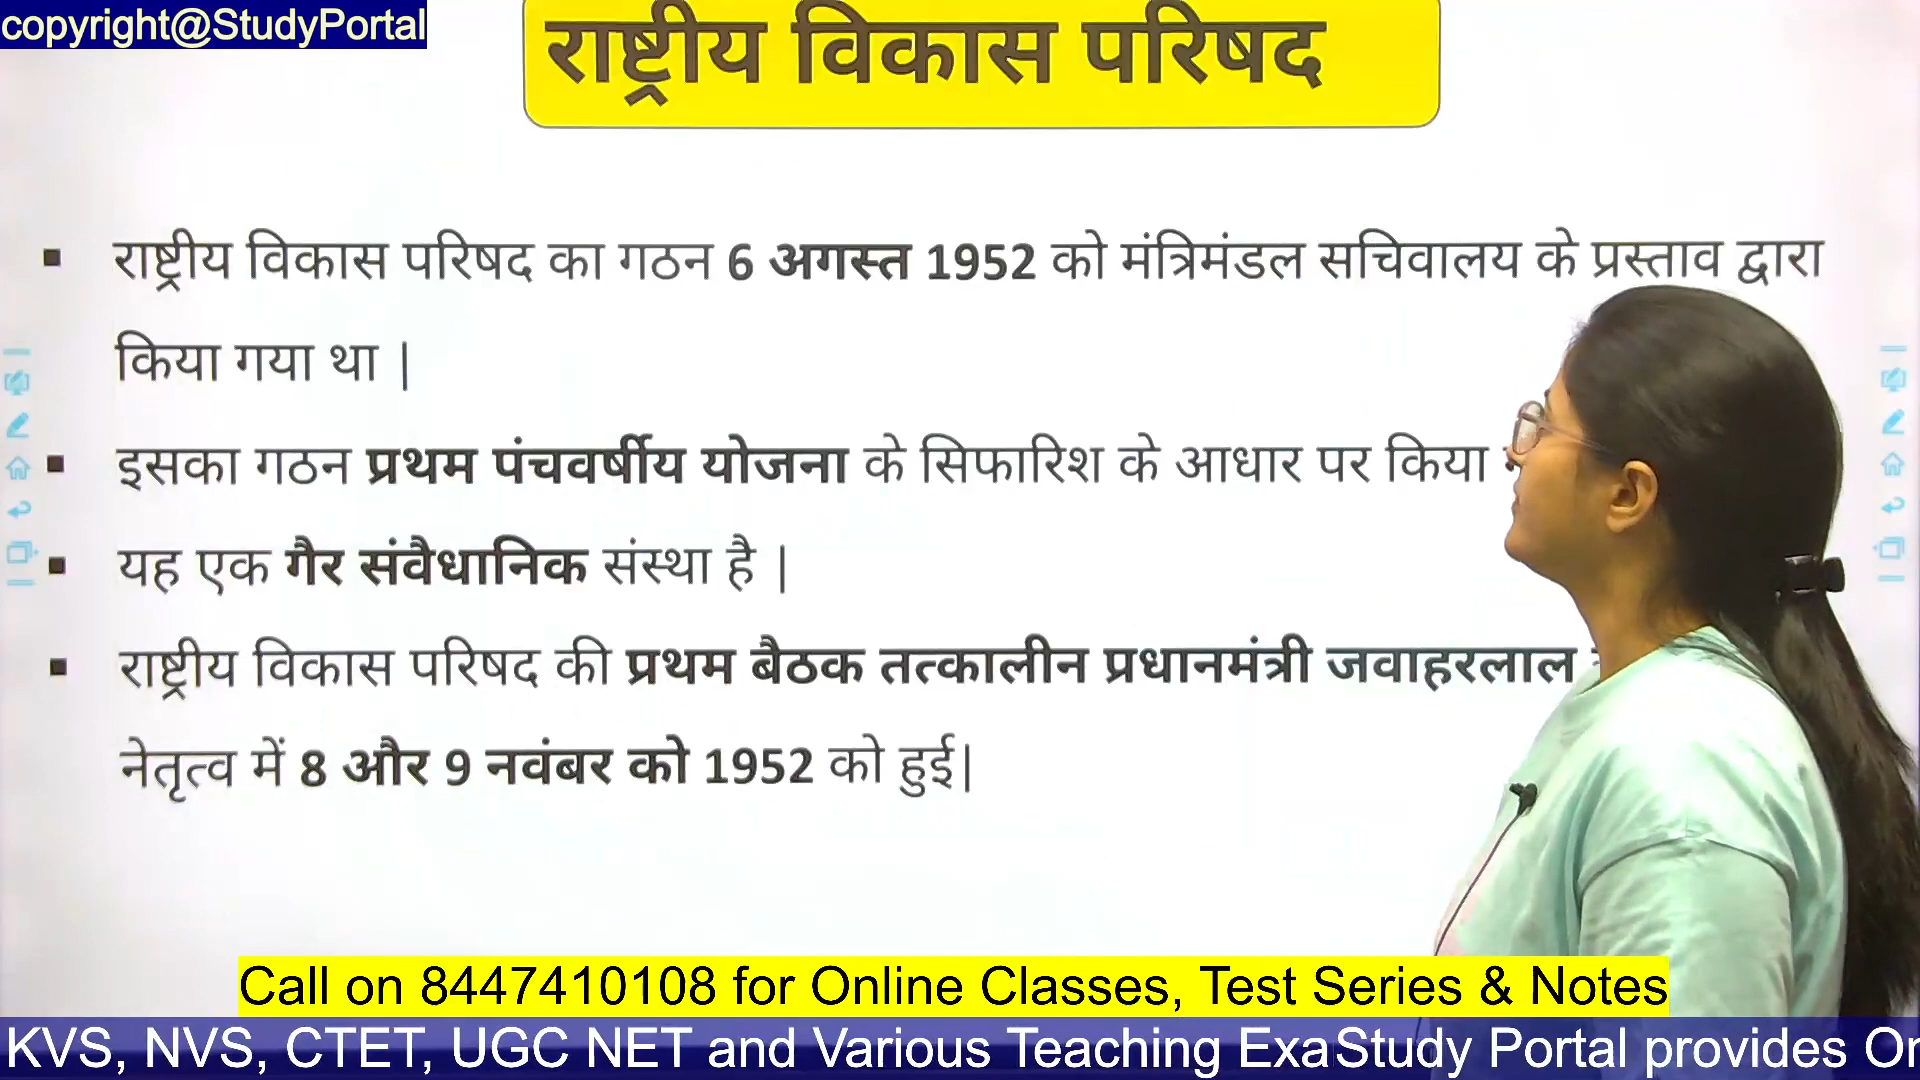 copyright@StudyPortal
राष्ट्रीय विकास परिषद
▪ राष्ट्रीय विकास परिषद का गठन 6 अगस्त 1952 को मंत्रिमंडल सचिवालय के प्रस्ताव द्वारा
किया गया था |
▪ इसका गठन प्रथम पंचवर्षीय योजना के सिफारिश के आधार पर किया
▪ यह एक गैर संवैधानिक संस्था है |
▪ राष्ट्रीय विकास परिषद की प्रथम बैठक तत्कालीन प्रधानमंत्री जवाहरलाल
नेतृत्व में 8 और 9 नवंबर को 1952 को हुई|
Call on 8447410108 for Online Classes, Test Series & Notes
KVS, NVS, CTET, UGC NET and Various Teaching ExaStudy Portal provides